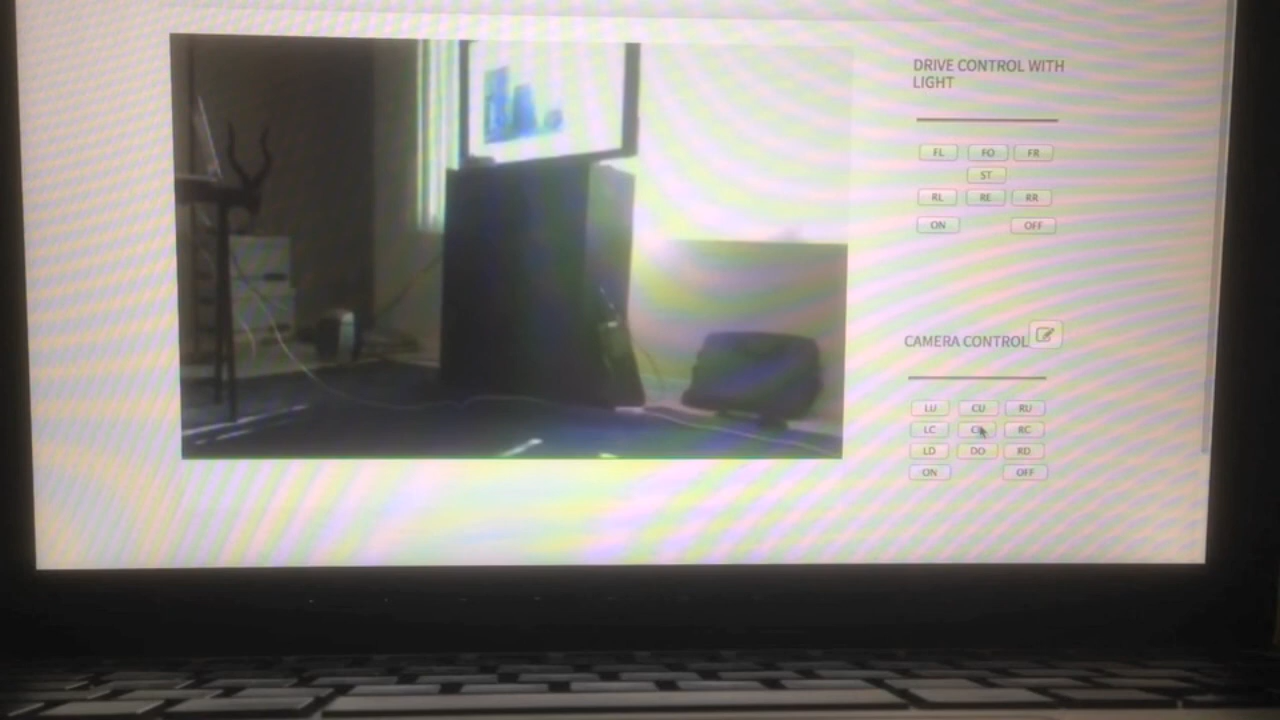 DRIVE CONTROL WITH
LIGHT
FL FO FR
ST
RL RE RR
ON OFF
CAMERA CONTROL
LU CU RU
LC RC
LD DO RD
ON OFF